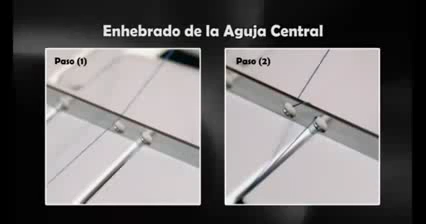 Enhebrado de la Aguja Central
Paso (1)
Paso (2)